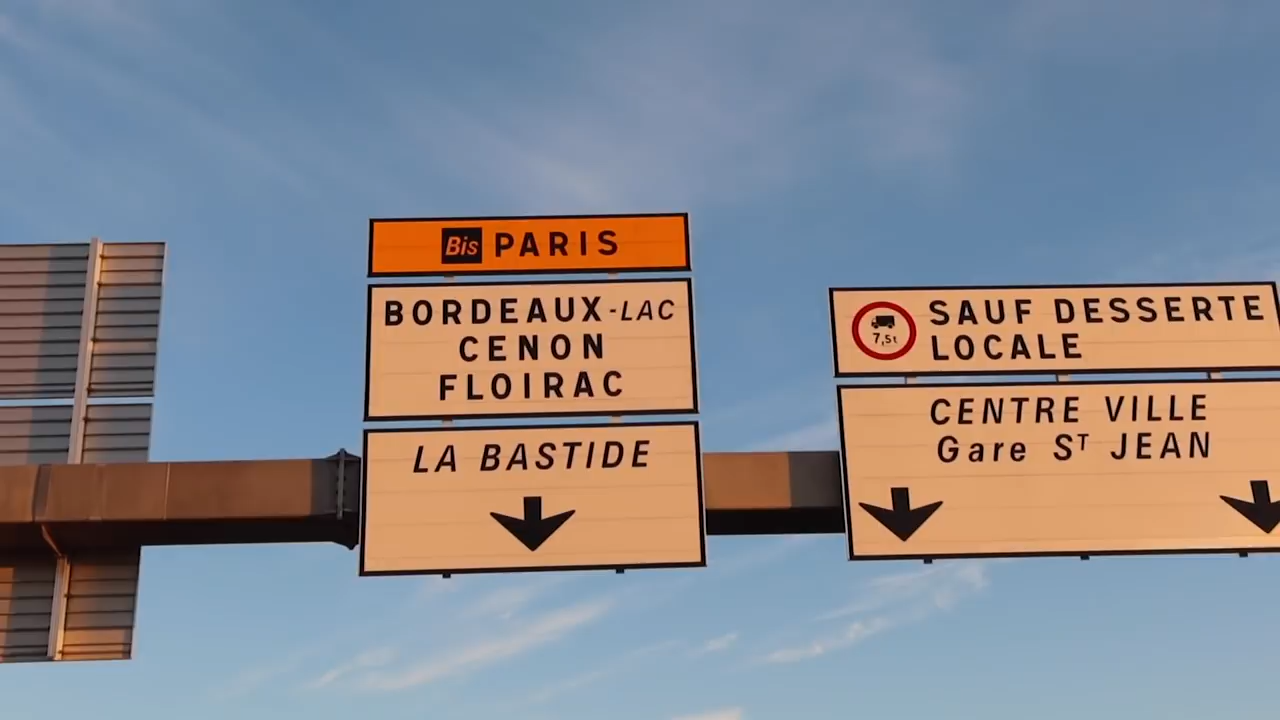 Bis PARIS
BORDEAUX-LAC
CENON
FLOIRAC
LA BASTIDE
7,5t
SAUF DESSERTE
LOCALE
CENTRE VILLE
Gare Sᵀ JEAN